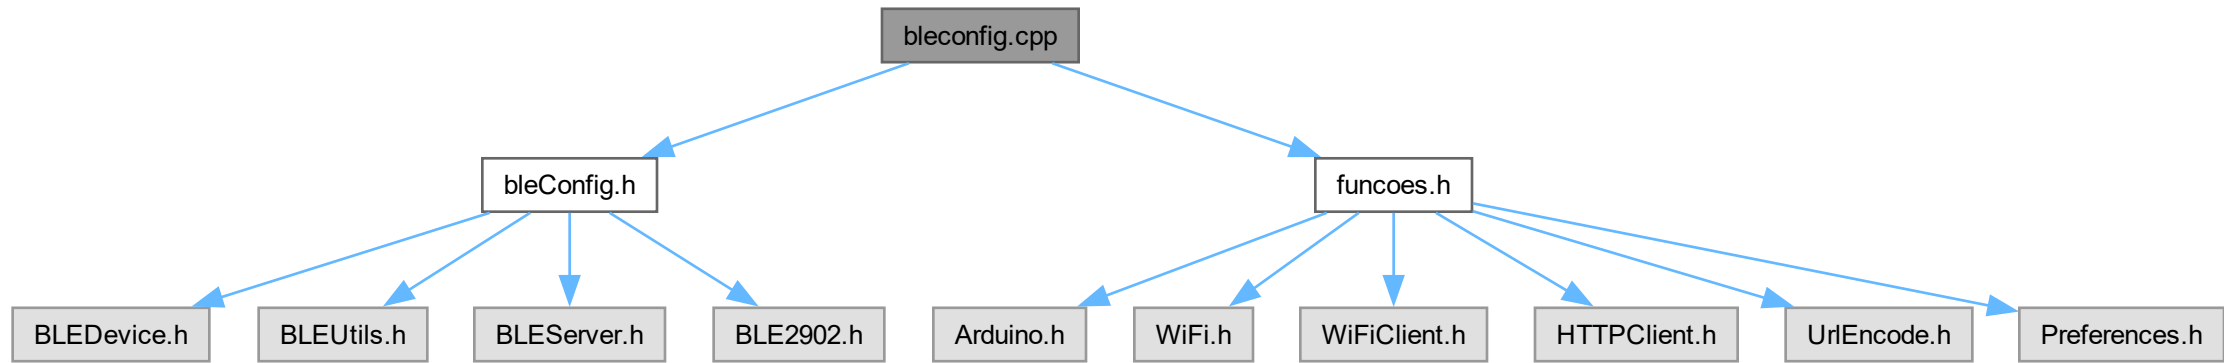 bleconfig.cpp
bleConfig.h
funcoes.h
BLEDevice.h
BLEUtils.h
BLEServer.h
BLE2902.h
Arduino.h
WiFi.h
WiFiClient.h
HTTPClient.h
UrlEncode.h
Preferences.h